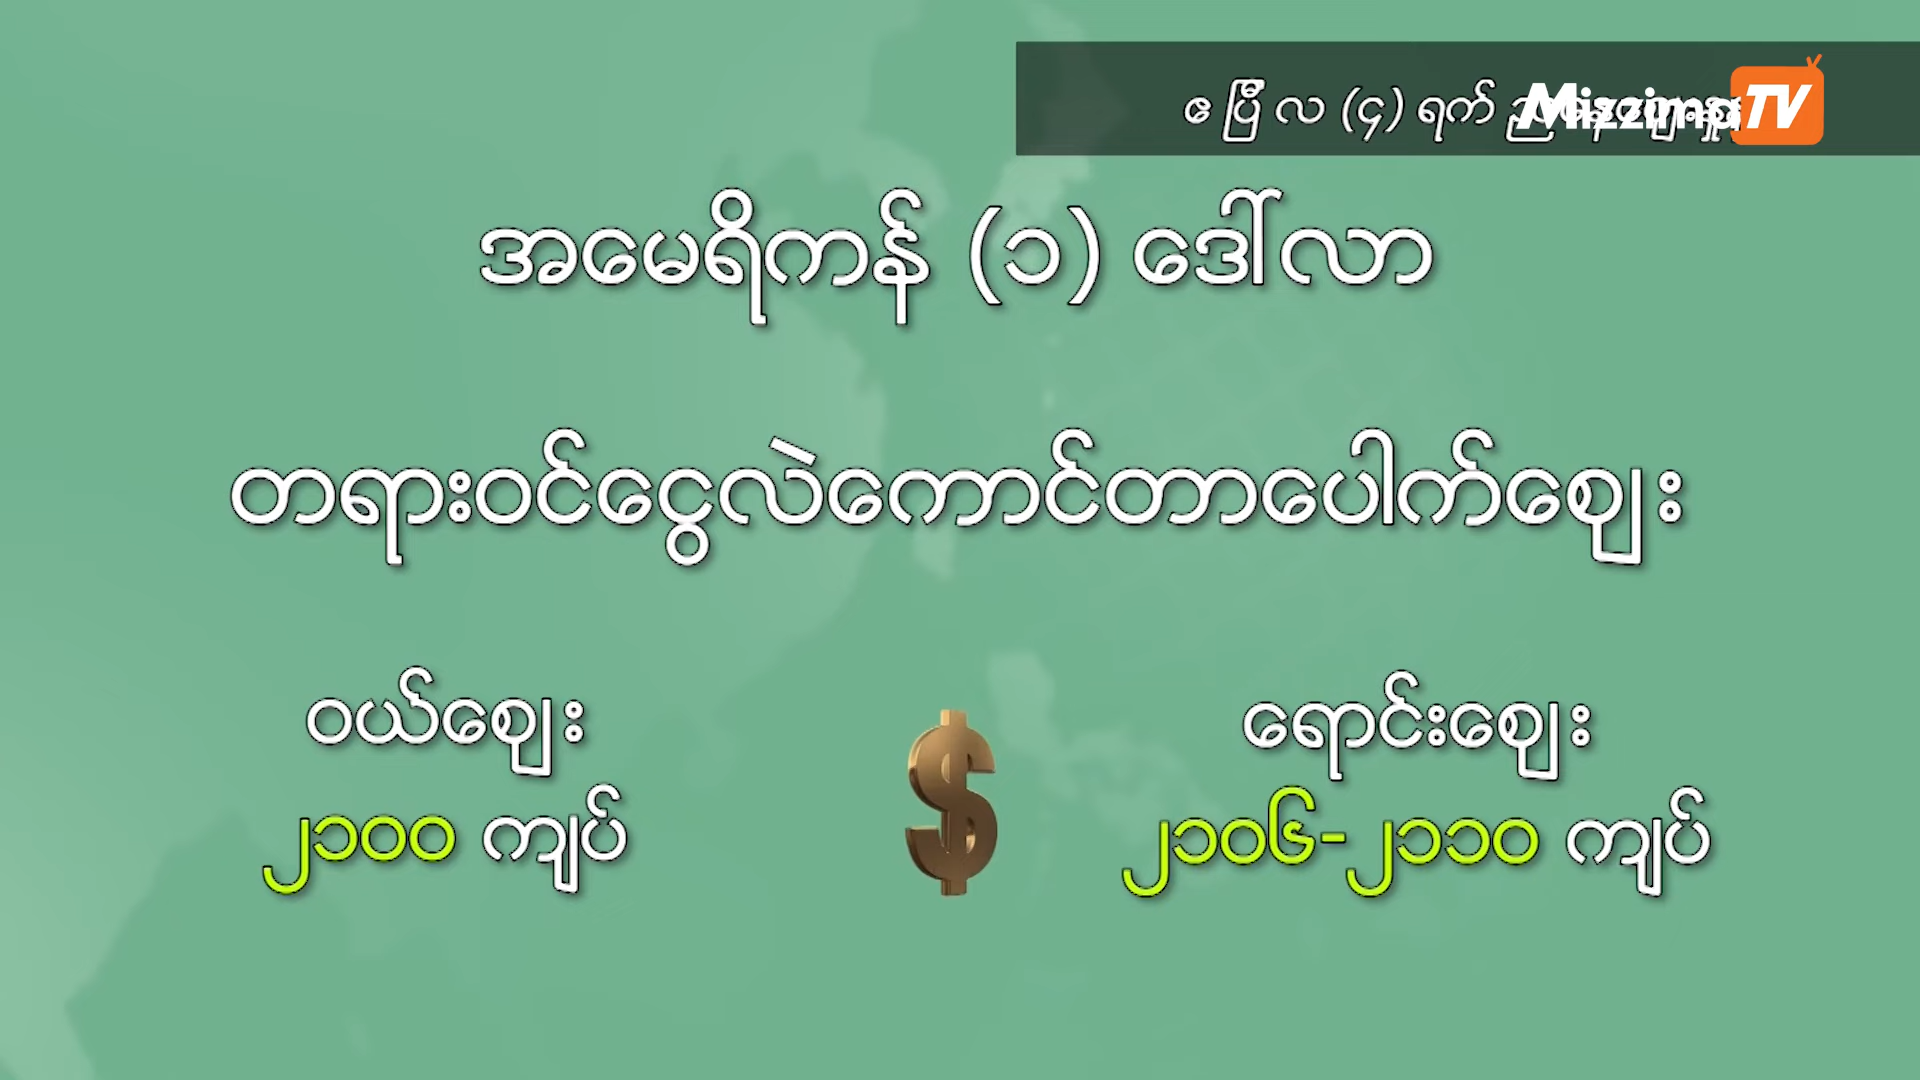 ဧပြီလ (၄) ရက်
Mizzima TV
အမေရိကန် (၁) ဒေါ်လာ
တရားဝင်ငွေလဲကောင်တာပေါက်ဈေး
ဝယ်ဈေး
၂၁၀၀ ကျပ်
ရောင်းဈေး
၂၁၀၆-၂၁၁၀ ကျပ်